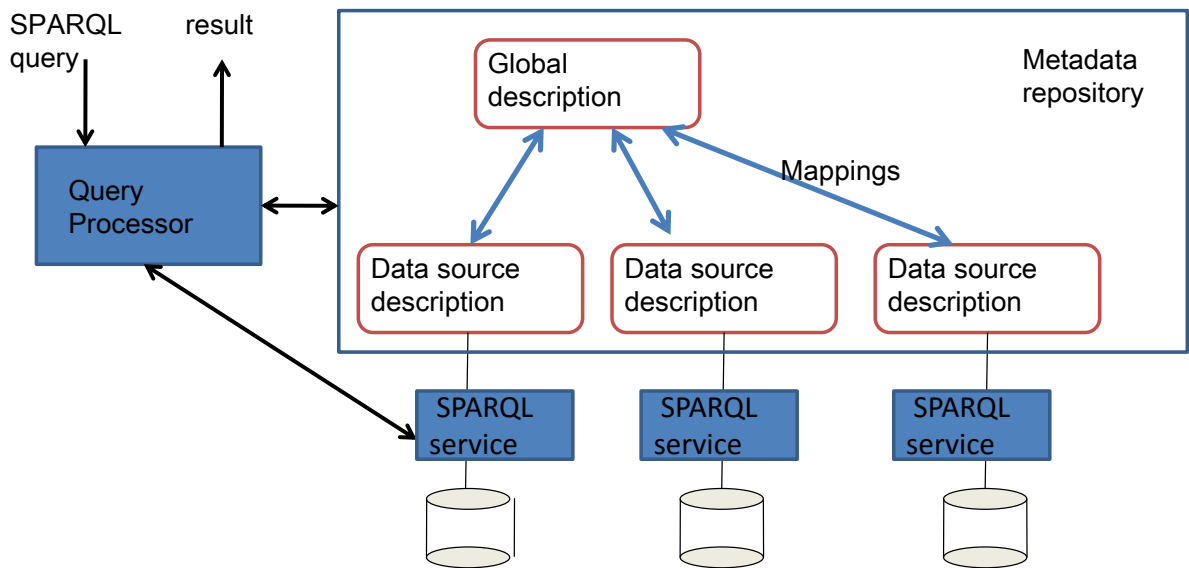 SPARQL
query
result
Global
description
Metadata
repository
Mappings
Query
Processor
Data source
description
Data source
description
Data source
description
SPARQL
service
SPARQL
service
SPARQL
service